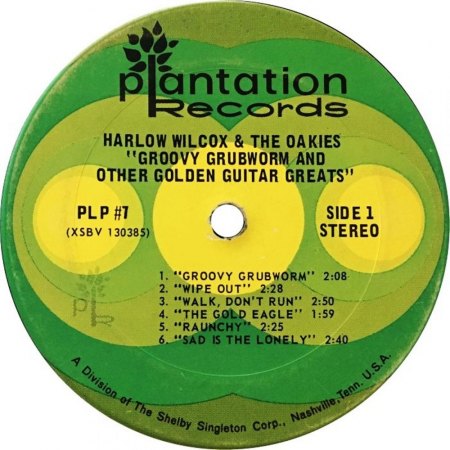 plantation
Records
HARLOW WILCOX & THE OAKIES
"GROOVY GRUBWORM AND
OTHER GOLDEN GUITAR GREATS"
PLP #7
(XSBV 130385)
SIDE 1
STEREO
1. "GROOVY GRUBWORM" 2:08
2. "WIPE OUT" 2:28
3. "WALK, DON'T RUN" 2:50
4. "THE GOLD EAGLE" 1:59
5. "RAUNCHY" 2:25
6. "SAD IS THE LONELY" 2:40
PR
A Division of The Shelby Singleton Corp., Nashville, Tenn. U.S.A.